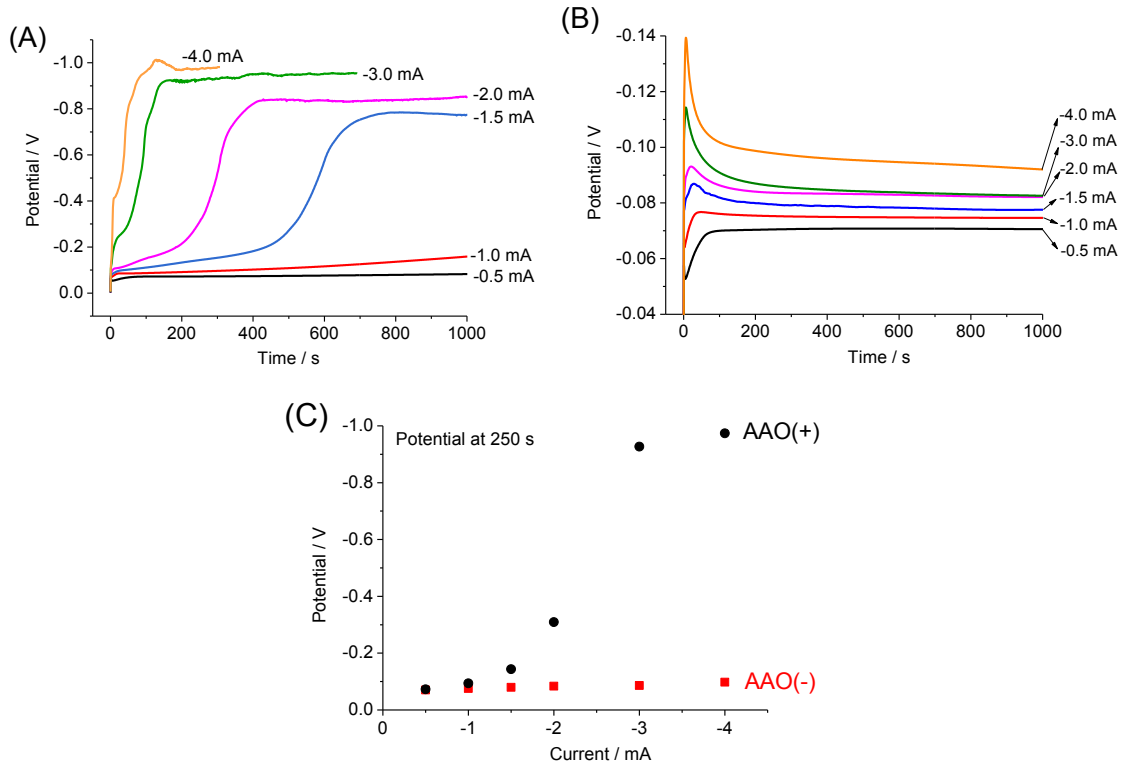 (A)
-1.0
-0.8
-0.6
-0.4
-0.2
0.0
Potential / V
-4.0 mA
-3.0 mA
-2.0 mA
-1.5 mA
-1.0 mA
-0.5 mA
0 200 400 600 800 1000
Time / s
(B)
-0.14
-0.12
-0.10
-0.08
-0.06
-0.04
Potential / V
-4.0 mA
-3.0 mA
-2.0 mA
-1.5 mA
-1.0 mA
-0.5 mA
0 200 400 600 800 1000
Time / s
(C)
-1.0
-0.8
-0.6
-0.4
-0.2
0.0
Potential / V
Potential at 250 s
AAO(+)
AAO(-)
0 -1 -2 -3 -4
Current / mA